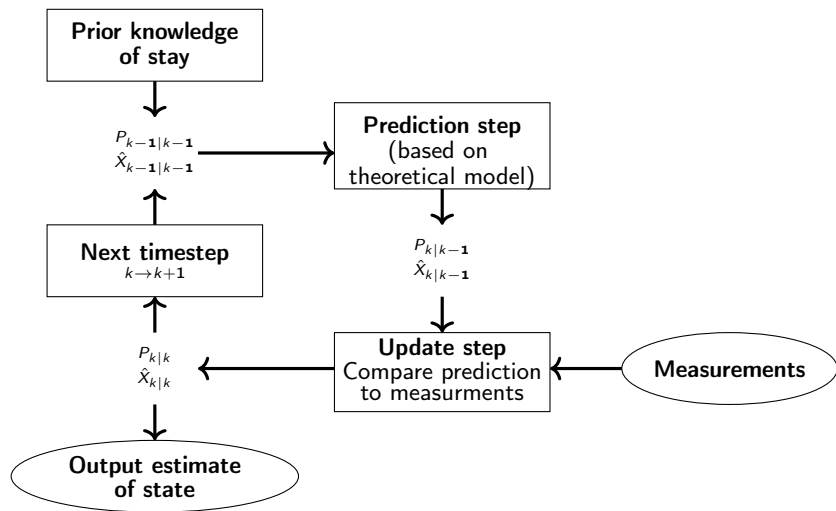 Prior knowledge
of stay
P_{k−1|k−1}
X̂_{k−1|k−1}
Prediction step
(based on
theoretical model)
Next timestep
k→k+1
P_{k|k−1}
X̂_{k|k−1}
P_{k|k}
X̂_{k|k}
Update step
Compare prediction
to measurments
Measurements
Output estimate
of state